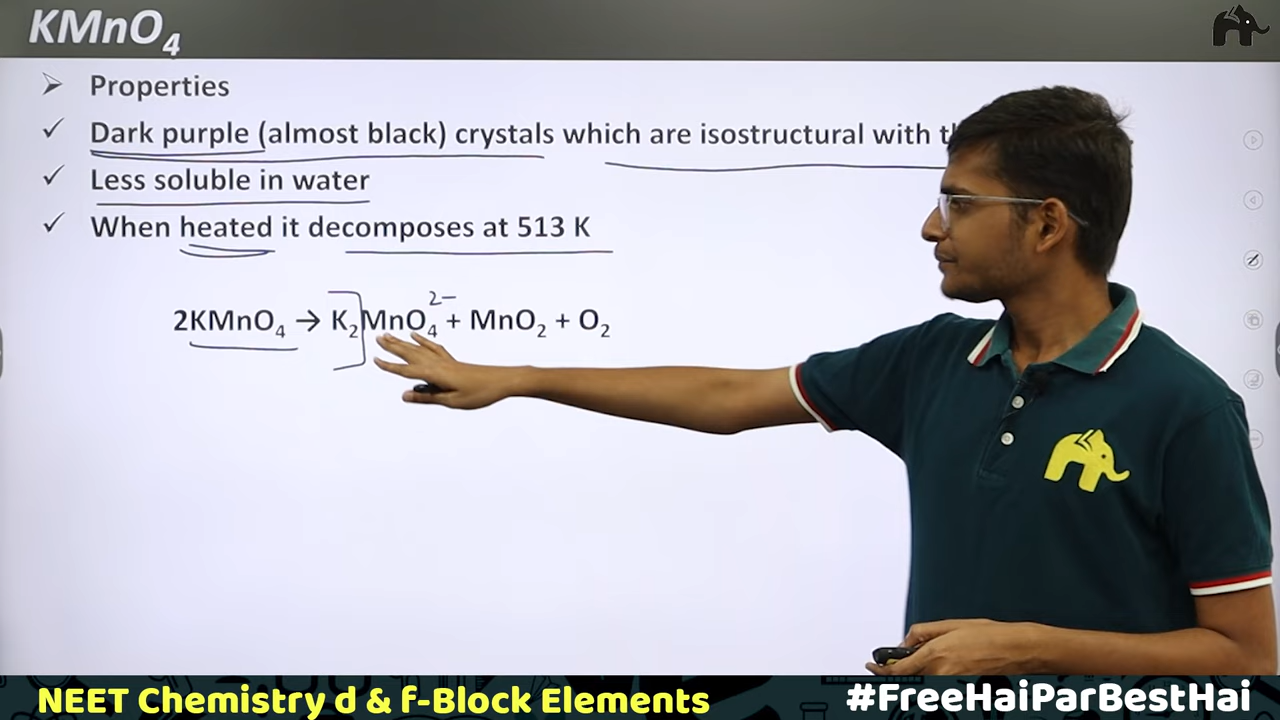 KMnO₄
➢ Properties
✓ Dark purple (almost black) crystals which are isostructural with
✓ Less soluble in water
✓ When heated it decomposes at 513 K
2KMnO₄ → K₂MnO₄ + MnO₂ + O₂
2−
NEET Chemistry d & f-Block Elements
#FreeHaiParBestHai